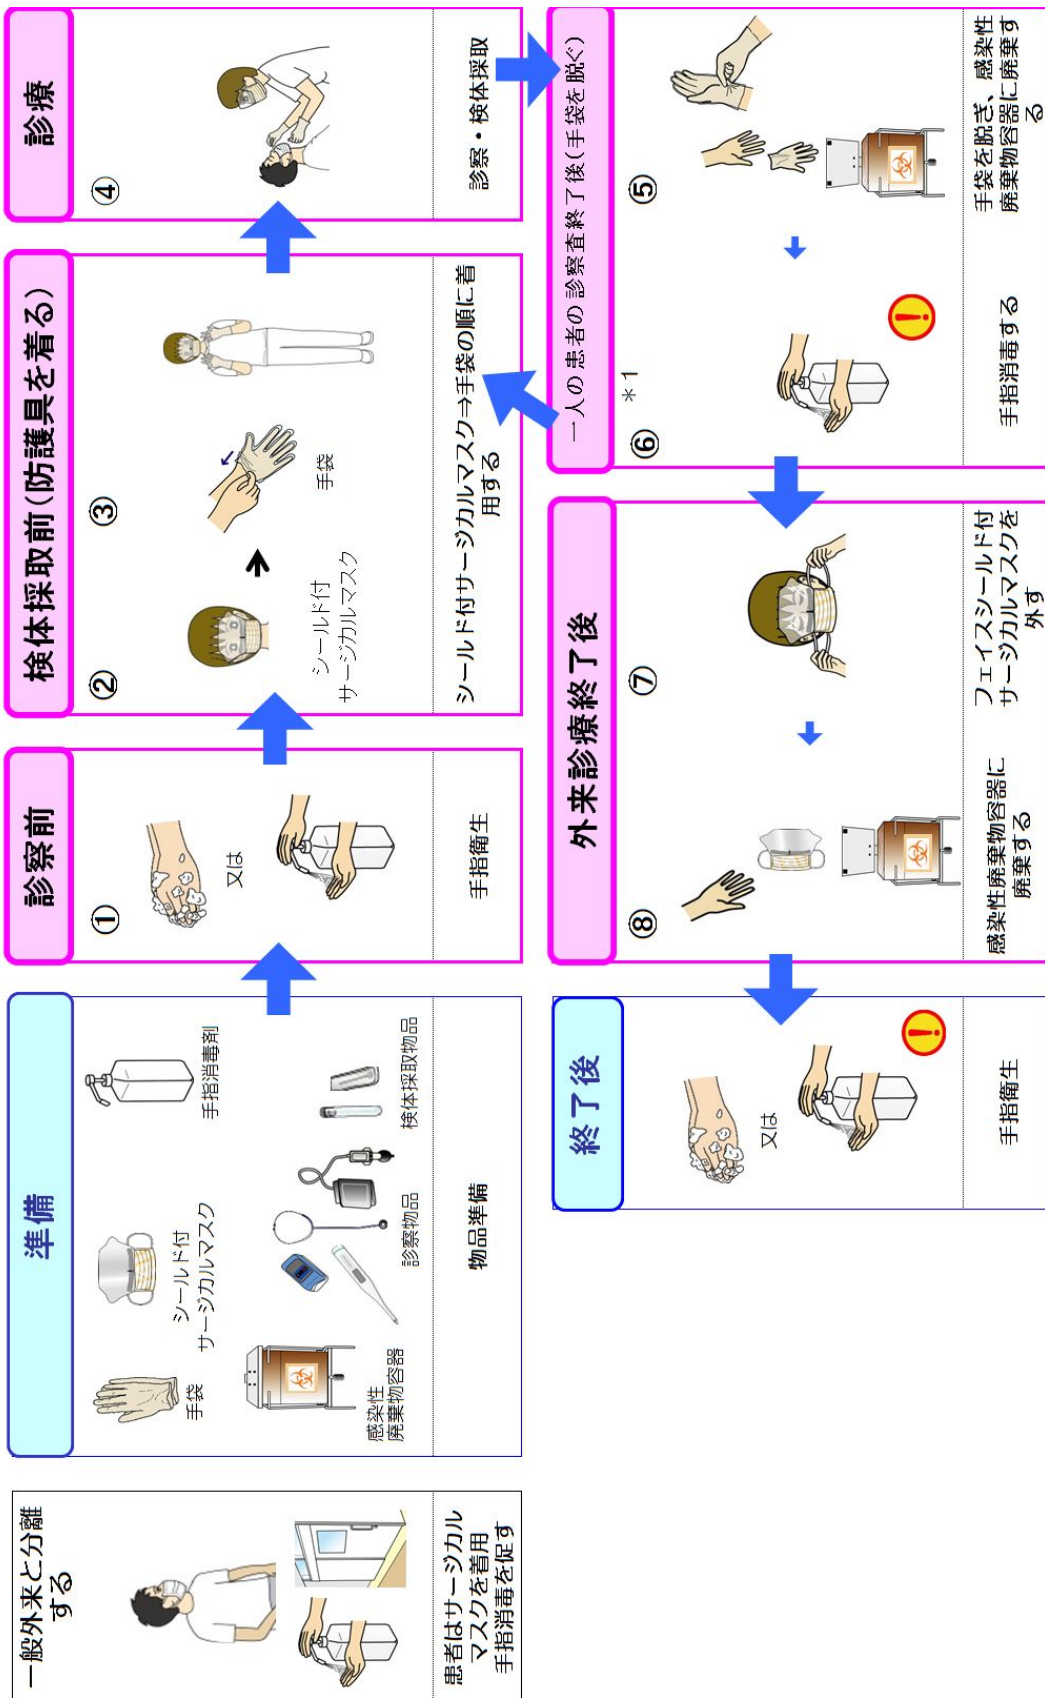 一般外来と分離
する
患者はサージカル
マスクを着用
手指消毒を促す
準備
手袋
シールド付
サージカルマスク
手指消毒剤
感染性
廃棄物容器
診察物品
検体採取物品
物品準備
診察前
①
又は
手指衛生
検体採取前(防護具を着る)
②
③
シールド付
サージカルマスク
手袋
シールド付サージカルマスク⇒手袋の順に着
用する
診療
④
診察・検体採取
一人の患者の診察査終了後(手袋を脱ぐ)
*1
⑤
手袋を脱ぎ、感染性
廃棄物容器に廃棄す
る
⑥
手指消毒する
外来診療終了後
⑦
フェイスシールド付
サージカルマスクを
外す
⑧
感染性廃棄物容器に
廃棄する
終了後
又は
手指衛生